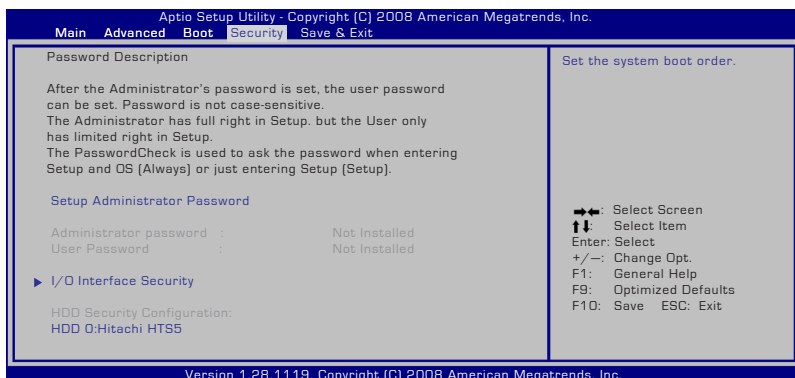 Aptio Setup Utility - Copyright (C) 2008 American Megatrends, Inc.
Main Advanced Boot Security Save & Exit
Password Description
After the Administrator's password is set, the user password
can be set. Password is not case-sensitive.
The Administrator has full right in Setup. but the User only
has limited right in Setup.
The PasswordCheck is used to ask the password when entering
Setup and OS (Always) or just entering Setup (Setup).
Setup Administrator Password
Administrator password : Not Installed
User Password : Not Installed
I/O Interface Security
HDD Security Configuration:
HDD 0:Hitachi HTS5
Set the system boot order.
→←: Select Screen
↑↓: Select Item
Enter: Select
+/—: Change Opt.
F1: General Help
F9: Optimized Defaults
F10: Save ESC: Exit
Version 1.28.1119. Copyright (C) 2008 American Megatrends, Inc.